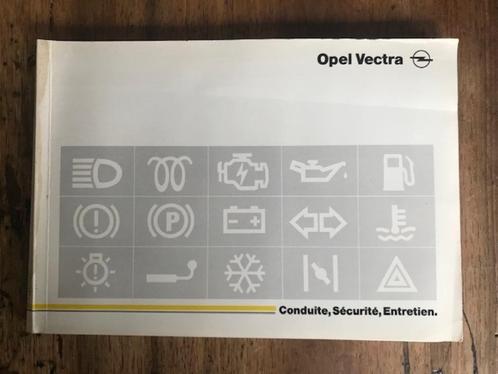 Opel Vectra
P
Conduite, Sécurité, Entretien.